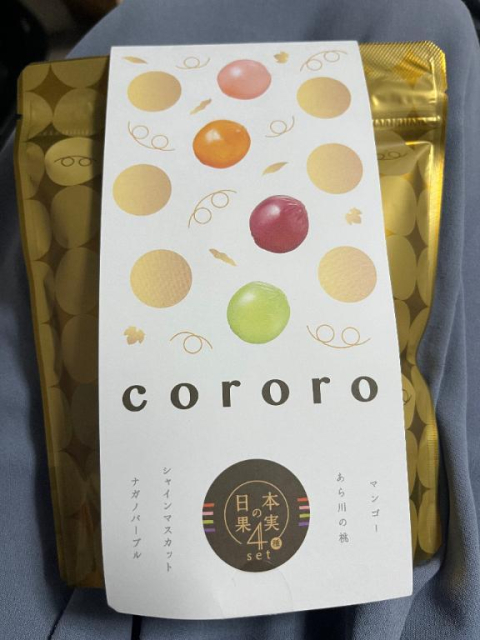 cororo
マンゴー
あら川の桃
日本の果実
4種
set
シャインマスカット
ナガノパープル